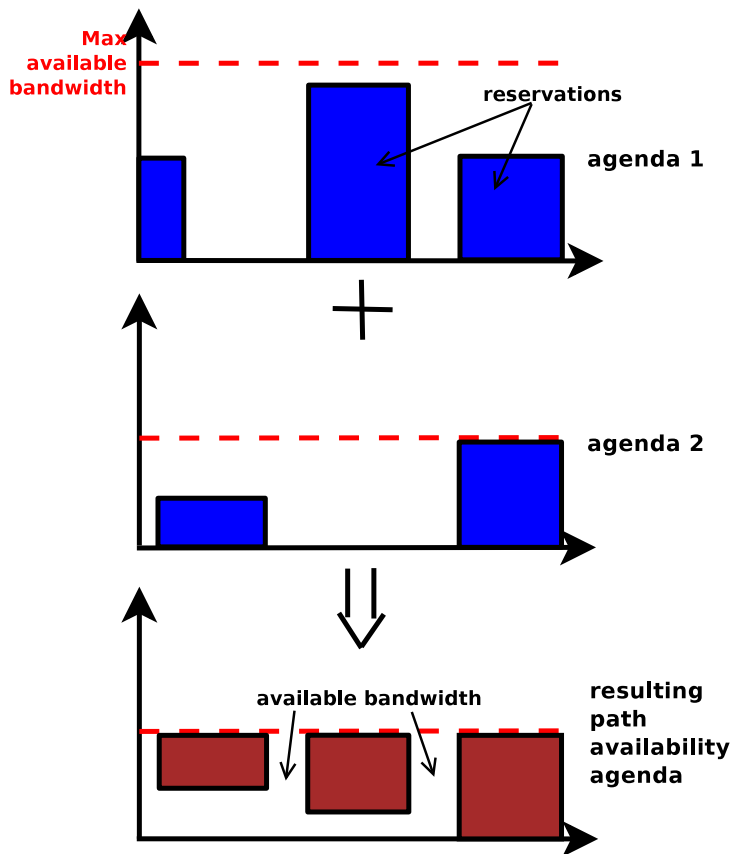 Max
available
bandwidth
reservations
agenda 1
agenda 2
available bandwidth
resulting
path
availability
agenda